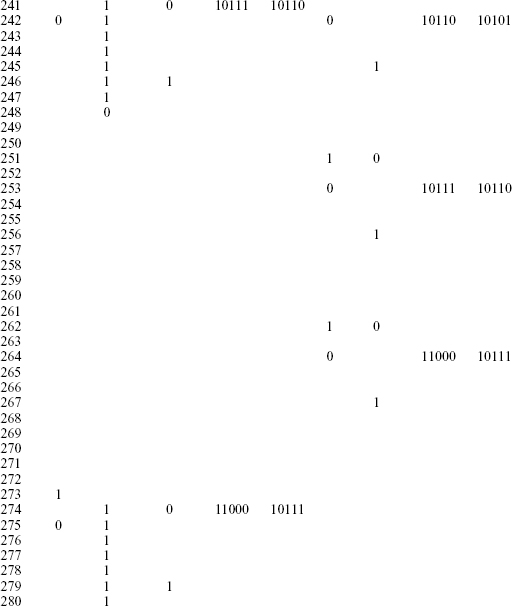 241 1 0 10111 10110
242 0 1 0 10110 10101
243 1
244 1
245 1 1
246 1 1
247 1
248 0
249
250
251 1 0
252
253 0 10111 10110
254
255
256 1
257
258
259
260
261
262 1 0
263
264 0 11000 10111
265
266
267 1
268
269
270
271
272
273 1
274 1 0 11000 10111
275 0 1
276 1
277 1
278 1
279 1 1
280 1